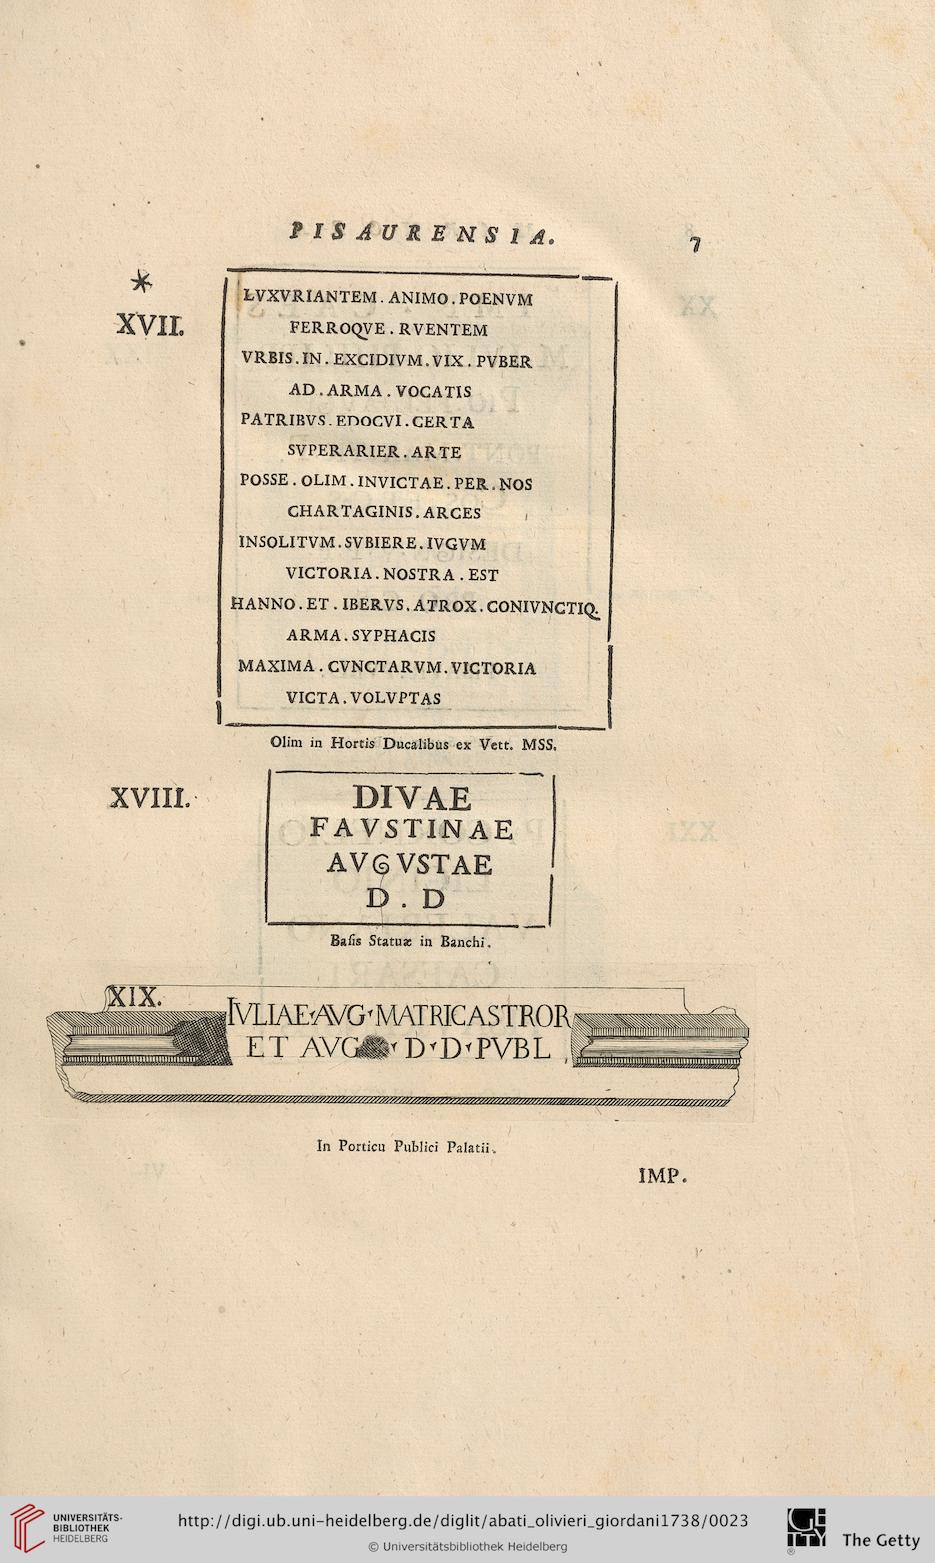 PISAURENSIA.
7
*
XVII.
LVXVRIANTEM . ANIMO . POENVM
FERROQVE . RVENTEM
VRBIS . IN . EXCIDIVM . VIX . PVBER
AD . ARMA . VOCATIS
PATRIBVS . EDOCVI . CERTA
SVPERARIER . ARTE
POSSE . OLIM . INVICTAE . PER . NOS
CHARTAGINIS . ARCES
INSOLITVM . SVBIERE . IVGVM
VICTORIA . NOSTRA . EST
HANNO . ET . IBERVS . ATROX . CONIVNCTIQ.
ARMA . SYPHACIS
MAXIMA . CVNCTARVM . VICTORIA
VICTA . VOLVPTAS
Olim in Hortis Ducalibus ex Vett. MSS.
XVIII.
DIVAE
FAVSTINAE
AVGVSTAE
D . D
Basis Statuæ in Banchi.
XIX.
IVLIAE AVG MATRI CASTROR
ET AVG D D PVBL
In Porticu Publici Palatii.
IMP.
UNIVERSITÄTS-
BIBLIOTHEK
HEIDELBERG
http://digi.ub.uni-heidelberg.de/diglit/abati_olivieri_giordani1738/0023
© Universitätsbibliothek Heidelberg
GETTY
The Getty